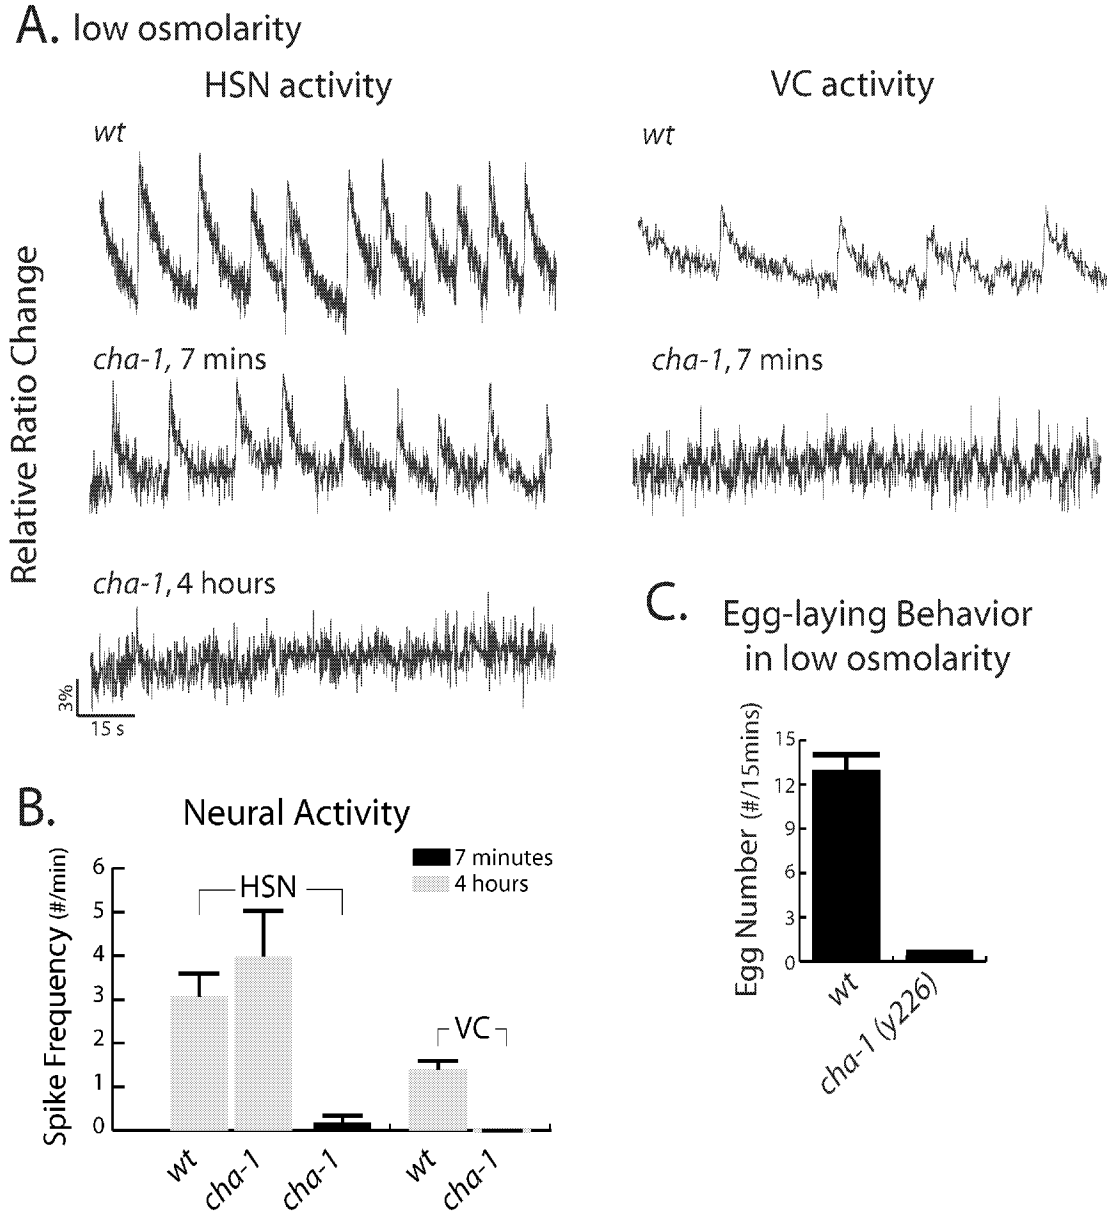 A. low osmolarity
HSN activity
VC activity
wt
wt
Relative Ratio Change
cha-1, 7 mins
cha-1, 7 mins
cha-1, 4 hours
3%
15 s
C. Egg-laying Behavior
in low osmolarity
Egg Number (#/15mins)
15
12
9
6
3
0
wt
cha-1 (y226)
B. Neural Activity
7 minutes
4 hours
Spike Frequency (#/min)
6
5
4
3
2
1
0
HSN
VC
wt
cha-1
cha-1
wt
cha-1